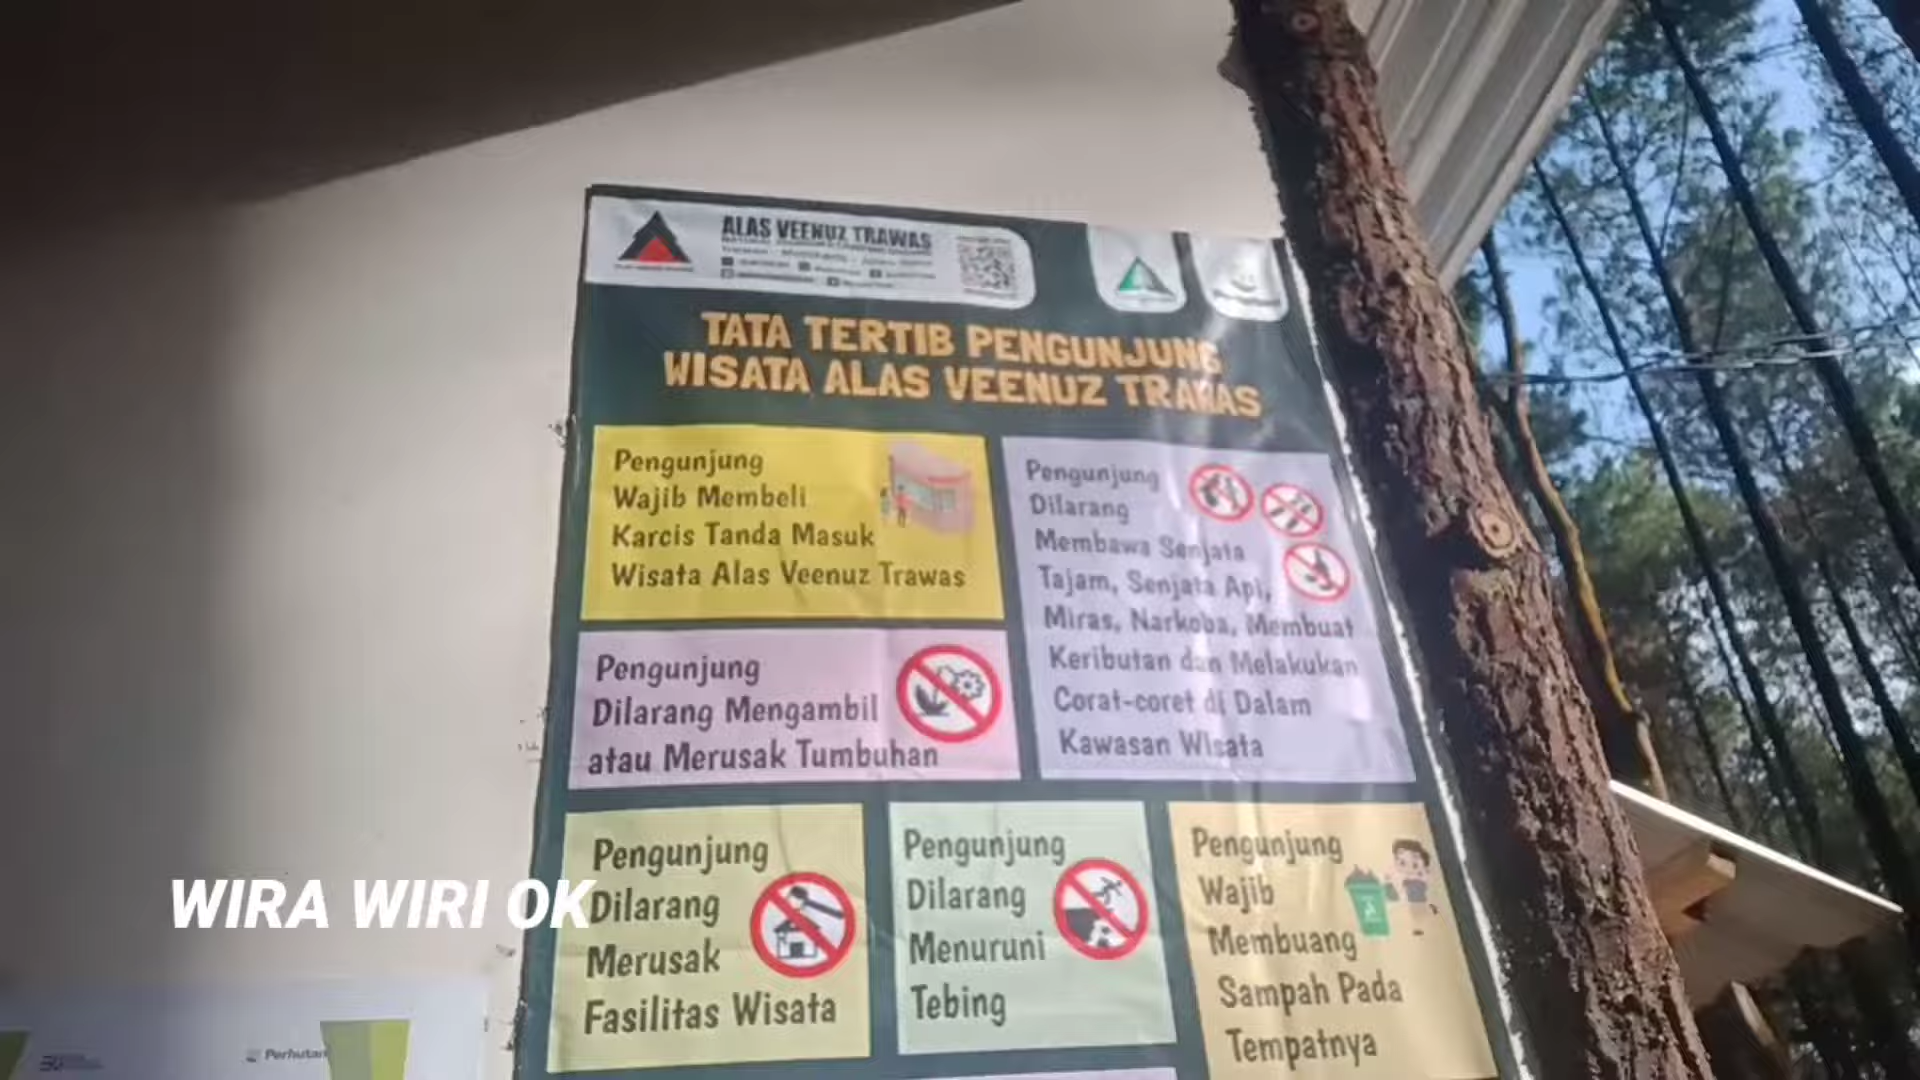 ALAS VEENUZ TRAWAS
TATA TERTIB PENGUNJUNG
WISATA ALAS VEENUZ TRAWAS
Pengunjung
Wajib Membeli
Karcis Tanda Masuk
Wisata Alas Veenuz Trawas
Pengunjung
Dilarang
Membawa Senjata
Tajam, Senjata Api,
Miras, Narkoba, Membuat
Keributan dan Melakukan
Corat-coret di Dalam
Kawasan Wisata
Pengunjung
Dilarang Mengambil
atau Merusak Tumbuhan
Pengunjung
Dilarang
Merusak
Fasilitas Wisata
Pengunjung
Dilarang
Menuruni
Tebing
Pengunjung
Wajib
Membuang
Sampah Pada
Tempatnya
WIRA WIRI OK
Perhutan